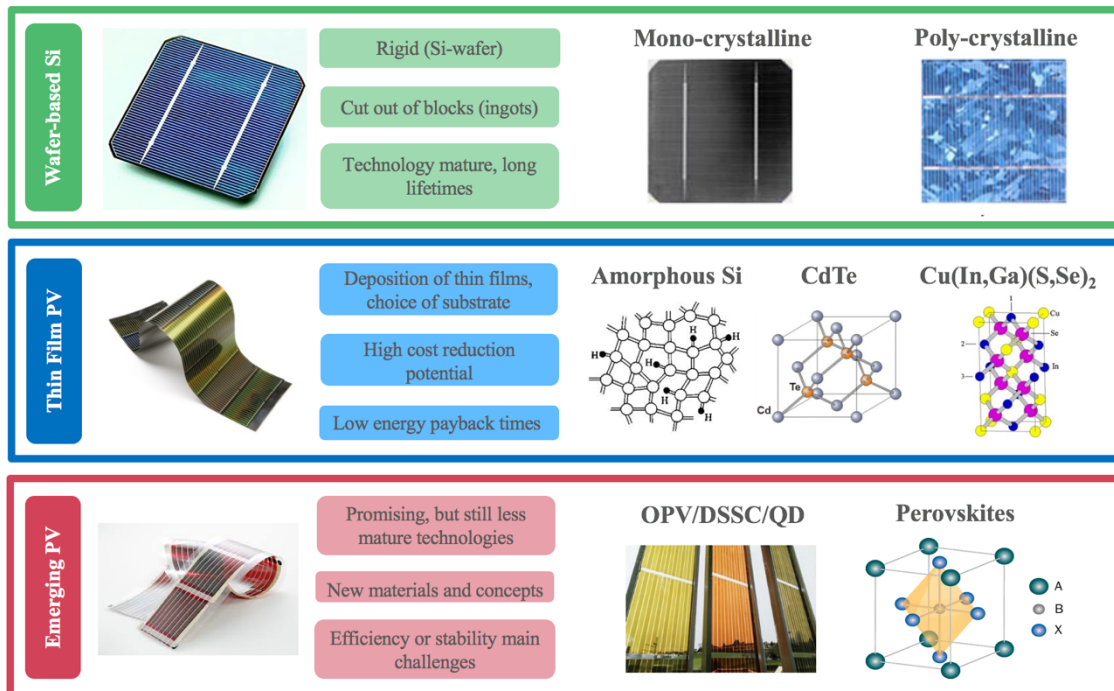 Wafer-based Si
Rigid (Si-wafer)
Cut out of blocks (ingots)
Technology mature, long
lifetimes
Mono-crystalline
Poly-crystalline
Thin Film PV
Deposition of thin films,
choice of substrate
High cost reduction
potential
Low energy payback times
Amorphous Si
H
H
H
H
H
CdTe
Te
Cd
Cu(In,Ga)(S,Se)₂
1
Cu
Se
2
3
In
Emerging PV
Promising, but still less
mature technologies
New materials and concepts
Efficiency or stability main
challenges
OPV/DSSC/QD
Perovskites
A
B
X